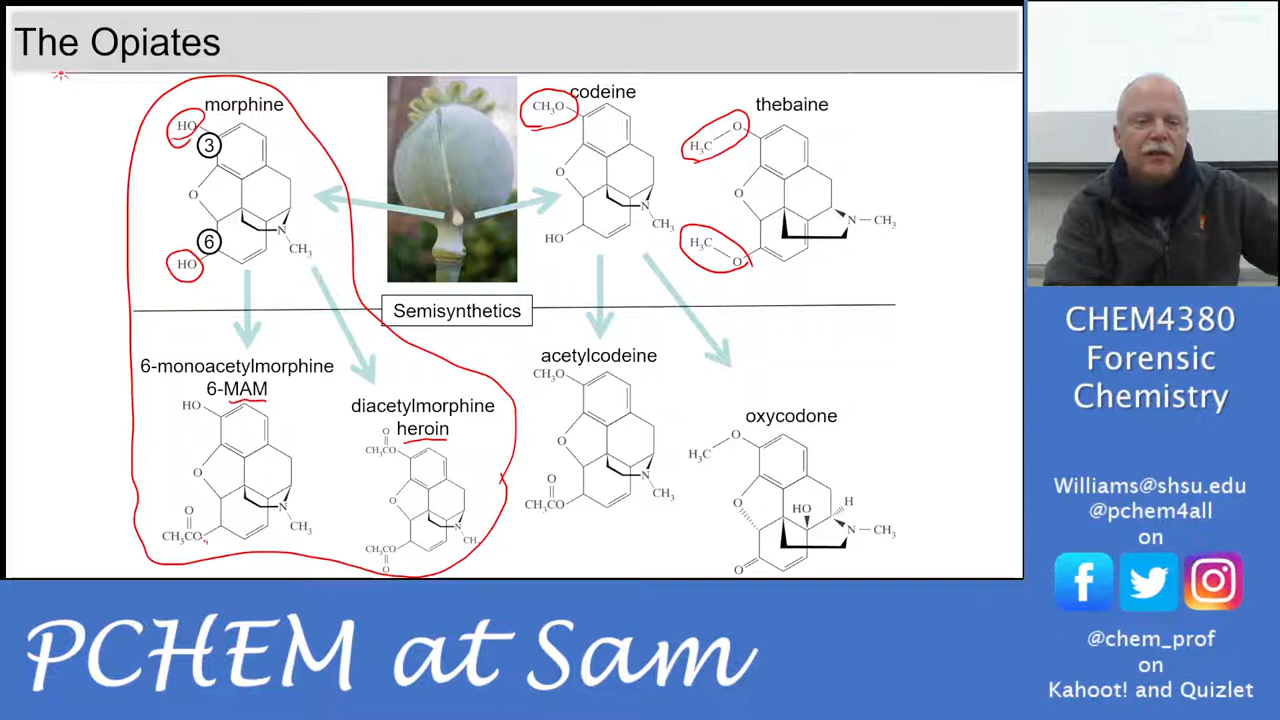 The Opiates
morphine
codeine
thebaine
HO
3
O
6
HO
N
CH3
CH3O
O
HO
N
CH3
O
H3C
O
H3C
O
N
CH3
Semisynthetics
6-monoacetylmorphine
6-MAM
HO
O
O
CH3CO
N
CH3
diacetylmorphine
heroin
O
CH3CO
O
CH3CO
O
N
CH3
acetylcodeine
CH3O
O
O
CH3CO
N
CH3
oxycodone
O
H3C
O
HO
H
N
CH3
O
CHEM4380
Forensic
Chemistry
Williams@shsu.edu
@pchem4all
on
f
@chem_prof
on
Kahoot! and Quizlet
PCHEM at Sam